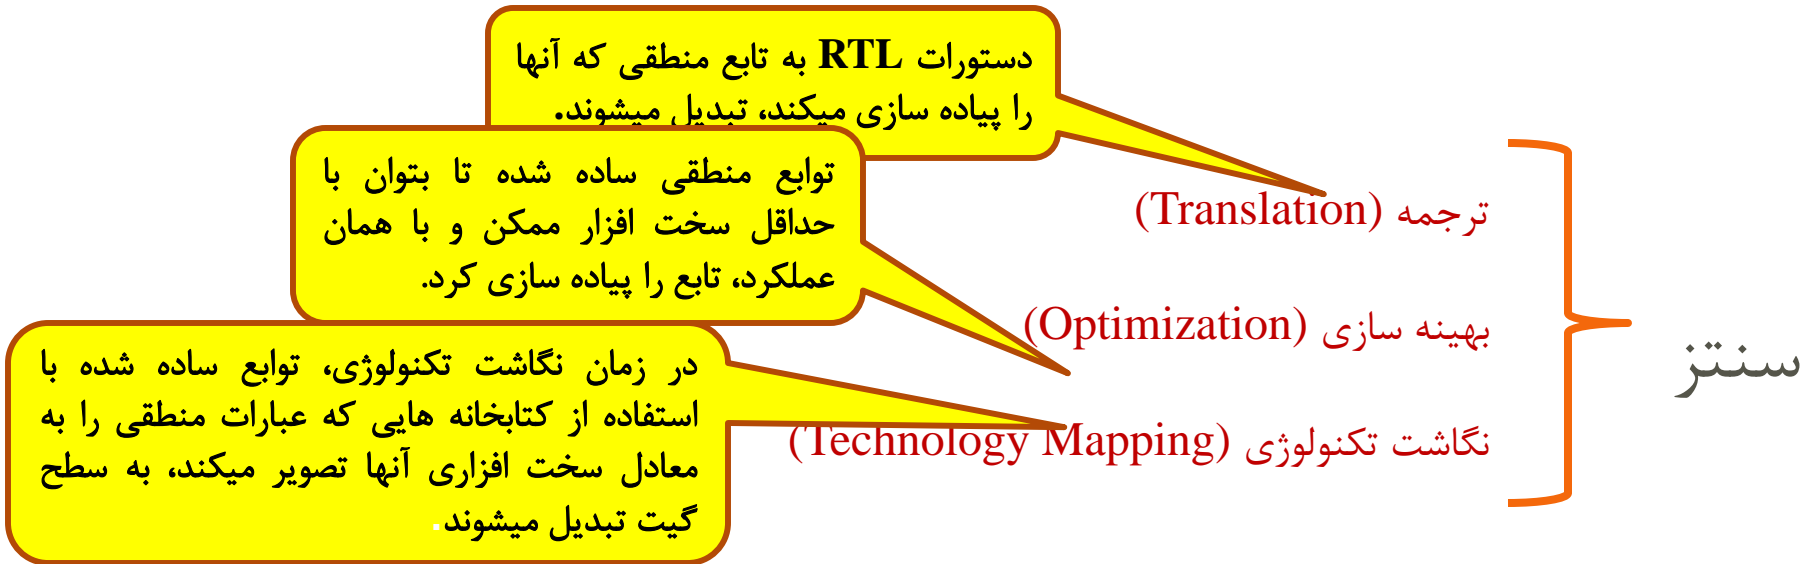 دستورات RTL به تابع منطقی که آنها
را پیاده سازی میکند، تبدیل میشوند.
توابع منطقی ساده شده تا بتوان با
حداقل سخت افزار ممکن و با همان
عملکرد، تابع را پیاده سازی کرد.
در زمان نگاشت تکنولوژی، توابع ساده شده با
استفاده از کتابخانه هایی که عبارات منطقی را به
معادل سخت افزاری آنها تصویر میکند، به سطح
گیت تبدیل میشوند.
ترجمه (Translation)
بهینه سازی (Optimization)
نگاشت تکنولوژی (Technology Mapping)
سنتز